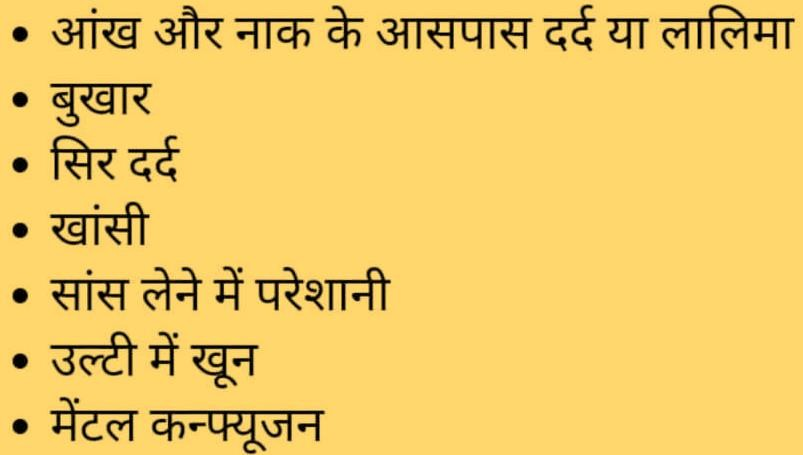 • आंख और नाक के आसपास दर्द या लालिमा
• बुखार
• सिर दर्द
• खांसी
• सांस लेने में परेशानी
• उल्टी में खून
• मेंटल कन्फ्यूजन